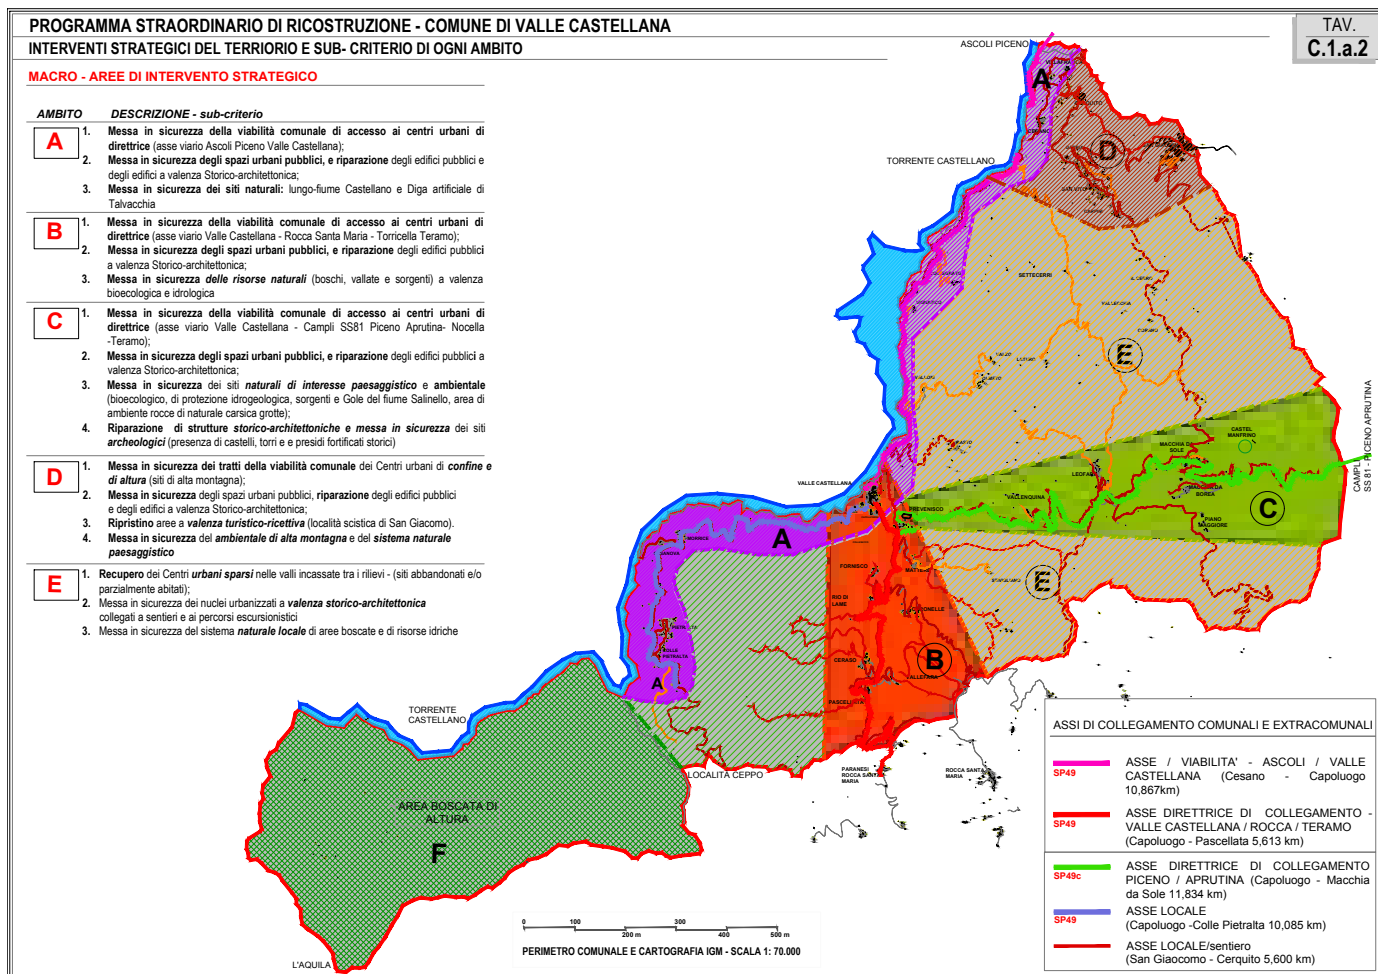 PROGRAMMA STRAORDINARIO DI RICOSTRUZIONE - COMUNE DI VALLE CASTELLANA
INTERVENTI STRATEGICI DEL TERRIORIO E SUB- CRITERIO DI OGNI AMBITO
TAV.
C.1.a.2
MACRO - AREE DI INTERVENTO STRATEGICO
AMBITO DESCRIZIONE - sub-criterio
A
1. Messa in sicurezza della viabilità comunale di accesso ai centri urbani di
direttrice (asse viario Ascoli Piceno Valle Castellana);
2. Messa in sicurezza degli spazi urbani pubblici, e riparazione degli edifici pubblici e
degli edifici a valenza Storico-architettonica;
3. Messa in sicurezza dei siti naturali: lungo-fiume Castellano e Diga artificiale di
Talvacchia
B
1. Messa in sicurezza della viabilità comunale di accesso ai centri urbani di
direttrice (asse viario Valle Castellana - Rocca Santa Maria - Torricella Teramo);
2. Messa in sicurezza degli spazi urbani pubblici, e riparazione degli edifici pubblici
a valenza Storico-architettonica;
3. Messa in sicurezza delle risorse naturali (boschi, vallate e sorgenti) a valenza
bioecologica e idrologica
C
1. Messa in sicurezza della viabilità comunale di accesso ai centri urbani di
direttrice (asse viario Valle Castellana - Campli SS81 Piceno Aprutina- Nocella
-Teramo);
2. Messa in sicurezza degli spazi urbani pubblici, e riparazione degli edifici pubblici a
valenza Storico-architettonica;
3. Messa in sicurezza dei siti naturali di interesse paesaggistico e ambientale
(bioecologico, di protezione idrogeologica, sorgenti e Gole del fiume Salinello, area di
ambiente rocce di naturale carsica grotte);
4. Riparazione di strutture storico-architettoniche e messa in sicurezza dei siti
archeologici (presenza di castelli, torri e e presidi fortificati storici)
D
1. Messa in sicurezza dei tratti della viabilità comunale dei Centri urbani di confine e
di altura (siti di alta montagna);
2. Messa in sicurezza degli spazi urbani pubblici, riparazione degli edifici pubblici
e degli edifici a valenza Storico-architettonica;
3. Ripristino aree a valenza turistico-ricettiva (località scistica di San Giacomo).
4. Messa in sicurezza del ambientale di alta montagna e del sistema naturale
paesaggistico
E
1. Recupero dei Centri urbani sparsi nelle valli incassate tra i rilievi - (siti abbandonati e/o
parzialmente abitati);
2. Messa in sicurezza dei nuclei urbanizzati a valenza storico-architettonica
collegati a sentieri e ai percorsi escursionistici
3. Messa in sicurezza del sistema naturale locale di aree boscate e di risorse idriche
ASCOLI PICENO
A
D
TORRENTE CASTELLANO
SETTECERRI
E
CASTEL
MANFRINO
MACCHIA DA
SOLE
LEOFARA
VALLENQUINA
MACCHIA DA
BOREA
PIANO
MAGGIORE
C
CAMPLI
SS 81 - PICENO APRUTINA
VALLE CASTELLANA
PREVENISCO
MORRICE
A
FORNISCO
MATTERE
E
RIO DI
LAME
CERASO
B
PASCELLATA
COLLE
PIETRALTA
A
TORRENTE
CASTELLANO
LOCALITA CEPPO
PARANESI
ROCCA SANTA
MARIA
ROCCA SANTA
MARIA
AREA BOSCATA DI
ALTURA
F
L'AQUILA
0 100 300 500 m
200 m 400 m
PERIMETRO COMUNALE E CARTOGRAFIA IGM - SCALA 1: 70.000
ASSI DI COLLEGAMENTO COMUNALI E EXTRACOMUNALI
SP49
ASSE / VIABILITA' - ASCOLI / VALLE
CASTELLANA (Cesano - Capoluogo
10,867km)
SP49
ASSE DIRETTRICE DI COLLEGAMENTO -
VALLE CASTELLANA / ROCCA / TERAMO
(Capoluogo - Pascellata 5,613 km)
SP49c
ASSE DIRETTRICE DI COLLEGAMENTO
PICENO / APRUTINA (Capoluogo - Macchia
da Sole 11,834 km)
SP49
ASSE LOCALE
(Capoluogo -Colle Pietralta 10,085 km)
ASSE LOCALE/sentiero
(San Giaocomo - Cerquito 5,600 km)